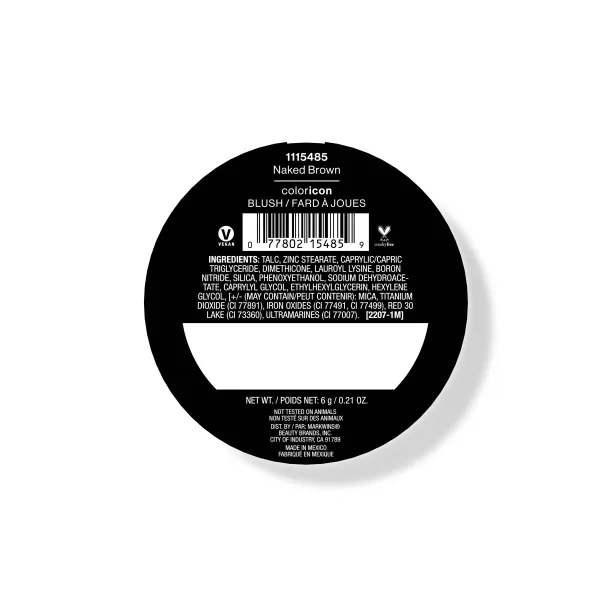 1115485
Naked Brown
coloricon
BLUSH / FARD À JOUES
V
VEGAN
0 77802 15485 9
crueltyfree
INGREDIENTS: TALC, ZINC STEARATE, CAPRYLIC/CAPRIC
TRIGLYCERIDE, DIMETHICONE, LAUROYL LYSINE, BORON
NITRIDE, SILICA, PHENOXYETHANOL, SODIUM DEHYDROACE-
TATE, CAPRYLYL GLYCOL, ETHYLHEXYLGLYCERIN, HEXYLENE
GLYCOL, [+/- (MAY CONTAIN/PEUT CONTENIR): MICA, TITANIUM
DIOXIDE (CI 77891), IRON OXIDES (CI 77491, CI 77499), RED 30
LAKE (CI 73360), ULTRAMARINES (CI 77007). [2207-1M]
NET WT. / POIDS NET: 6 g / 0.21 OZ.
NOT TESTED ON ANIMALS
NON TESTÉ SUR DES ANIMAUX
DIST. BY / PAR: MARKWINS®
BEAUTY BRANDS, INC.
CITY OF INDUSTRY, CA 91789
MADE IN MEXICO
FABRIQUÉ EN MEXIQUE